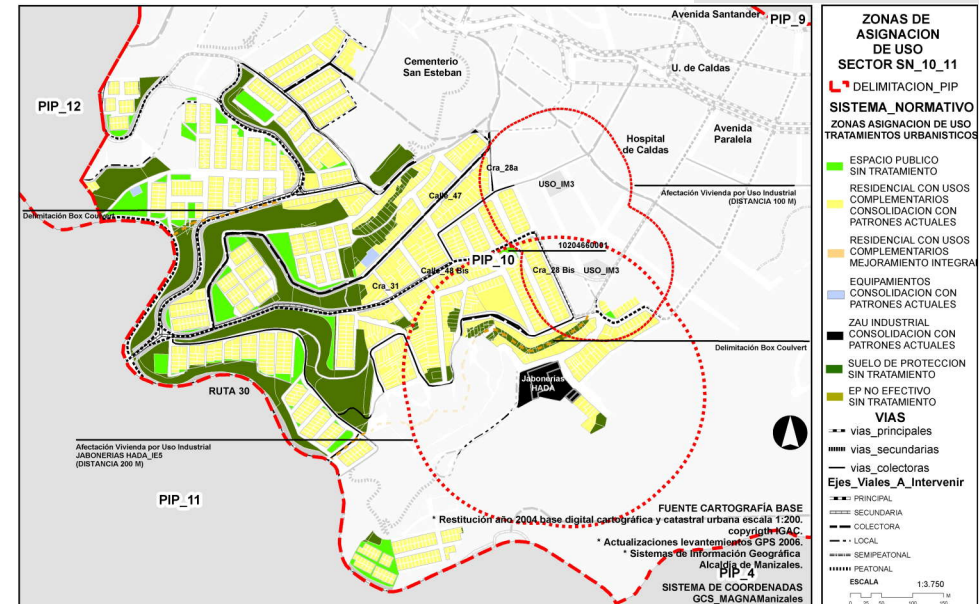 Avenida Santander
PIP_9
Cementerio
San Esteban
U. de Caldas
PIP_12
Hospital
de Caldas
Avenida
Paralela
Cra_28a
USO_IM3
Calle_47
Afectación Vivienda por Uso Industrial
(DISTANCIA 100 M)
Delimitación Box Coulvert
10204660001
PIP_10
Calle_48 Bis
Cra_28 Bis
USO_IM3
Cra_31
Delimitación Box Coulvert
RUTA 30
Jabonerias
HADA
Afectación Vivienda por Uso Industrial
JABONERIAS HADA_IE5
(DISTANCIA 200 M)
PIP_11
FUENTE CARTOGRAFÍA BASE
* Restitución año 2004,base digital cartográfica y catastral urbana escala 1:200.
copyrigth IGAC.
* Actualizaciones levantamientos GPS 2006.
* Sistemas de Información Geográfica
Alcaldía de Manizales.
PIP_4
SISTEMA DE COORDENADAS
GCS_MAGNAManizales
ZONAS DE
ASIGNACION
DE USO
SECTOR SN_10_11
DELIMITACION_PIP
SISTEMA_NORMATIVO
ZONAS ASIGNACION DE USO
TRATAMIENTOS URBANISTICOS
ESPACIO PUBLICO
SIN TRATAMIENTO
RESIDENCIAL CON USOS
COMPLEMENTARIOS
CONSOLIDACION CON
PATRONES ACTUALES
RESIDENCIAL CON USOS
COMPLEMENTARIOS
MEJORAMIENTO INTEGRAL
EQUIPAMIENTOS
CONSOLIDACION CON
PATRONES ACTUALES
ZAU INDUSTRIAL
CONSOLIDACION CON
PATRONES ACTUALES
SUELO DE PROTECCION
SIN TRATAMIENTO
EP NO EFECTIVO
SIN TRATAMIENTO
VIAS
vias_principales
vias_secundarias
vias_colectoras
Ejes_Viales_A_Intervenir
PRINCIPAL
SECUNDARIA
COLECTORA
LOCAL
SEMIPEATONAL
PEATONAL
ESCALA 1:3.750
0 25 50 100 150 M